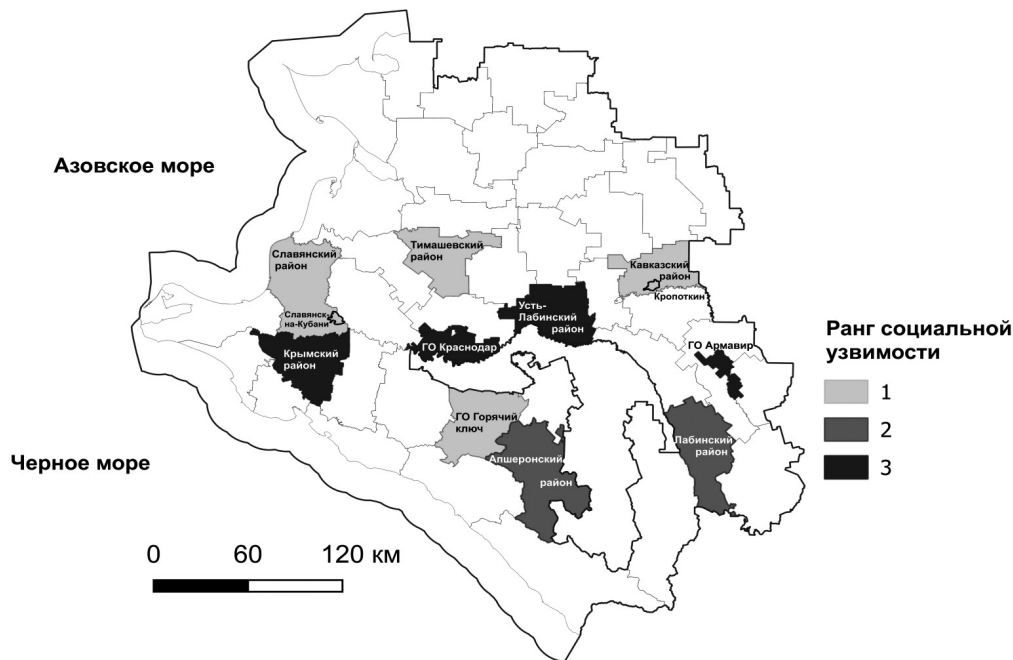 Азовское море
Славянский
район
Тимашевский
район
Кавказский
район
Кропоткин
Славянск-
на-Кубани
Усть-
Лабинский
район
Крымский
район
ГО Краснодар
ГО Армавир
Ранг социальной
узвимости
1
2
3
ГО Горячий
ключ
Лабинский
район
Апшеронский
район
Черное море
0
60
120 км